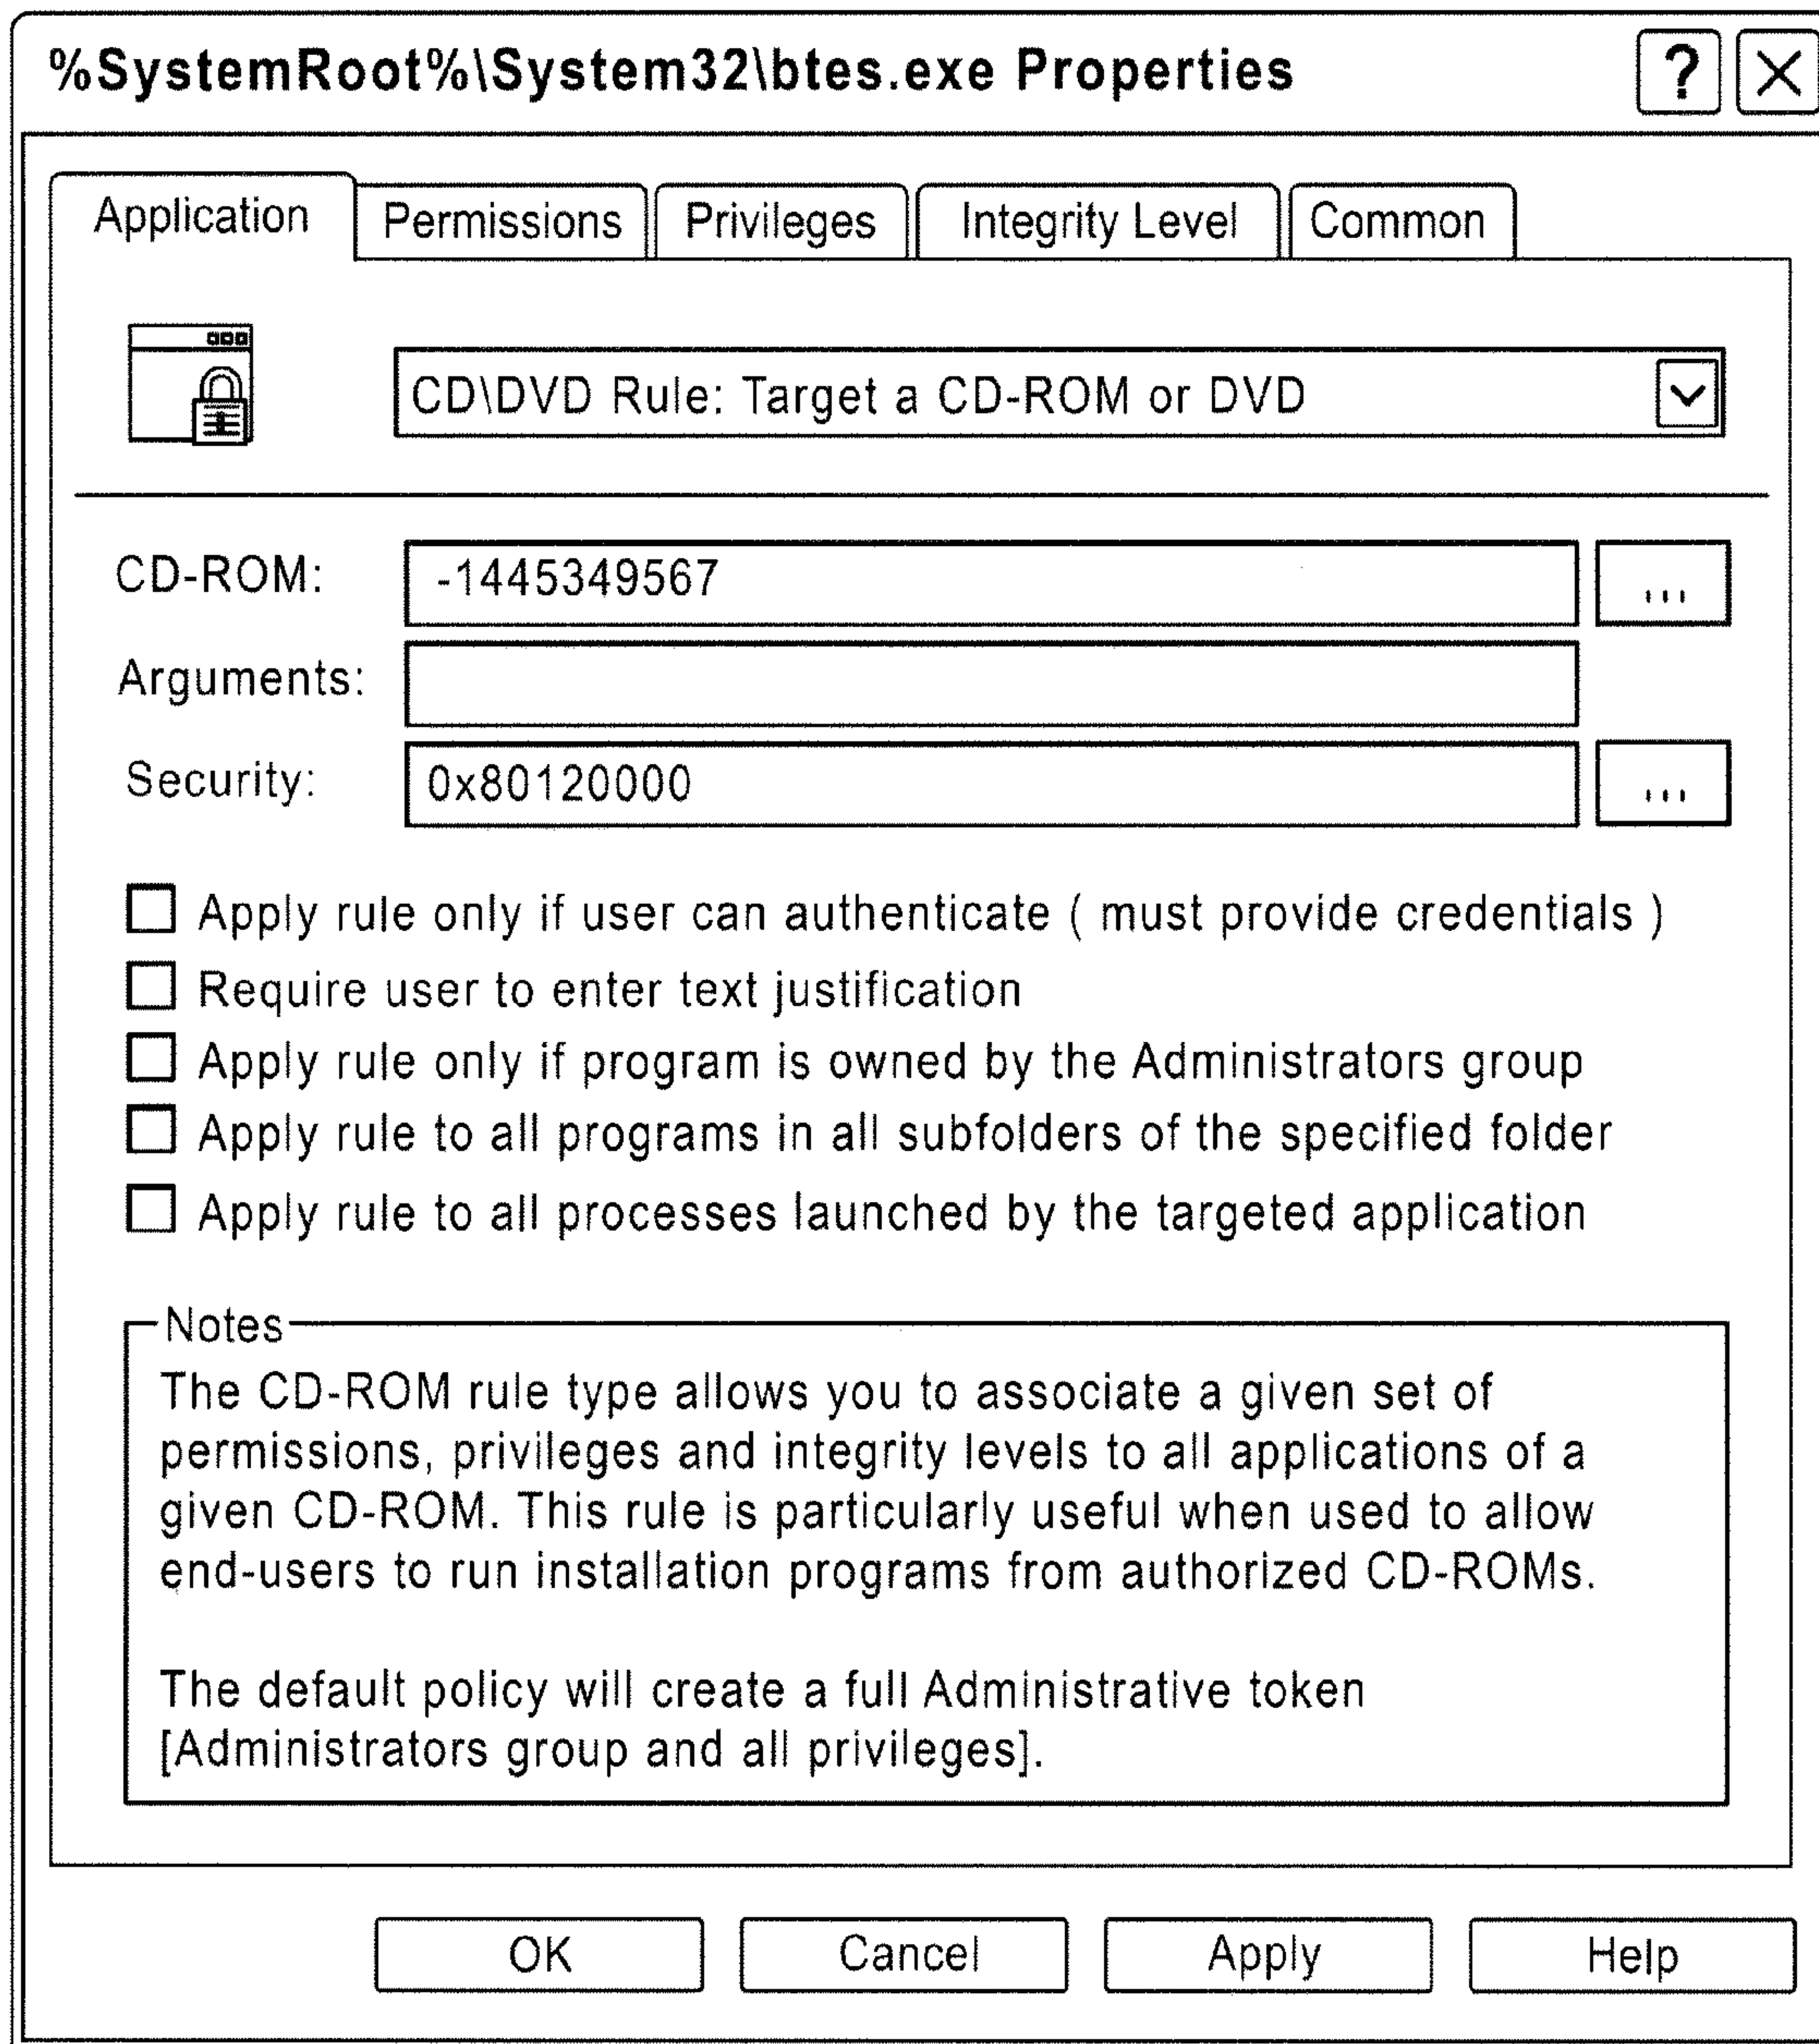 %SystemRoot%\System32\btes.exe Properties ? X
Application Permissions Privileges Integrity Level Common
CD\DVD Rule: Target a CD-ROM or DVD
CD-ROM: -1445349567 ...
Arguments:
Security: 0x80120000 ...
Apply rule only if user can authenticate ( must provide credentials )
Require user to enter text justification
Apply rule only if program is owned by the Administrators group
Apply rule to all programs in all subfolders of the specified folder
Apply rule to all processes launched by the targeted application
Notes
The CD-ROM rule type allows you to associate a given set of
permissions, privileges and integrity levels to all applications of a
given CD-ROM. This rule is particularly useful when used to allow
end-users to run installation programs from authorized CD-ROMs.
The default policy will create a full Administrative token
[Administrators group and all privileges].
OK Cancel Apply Help